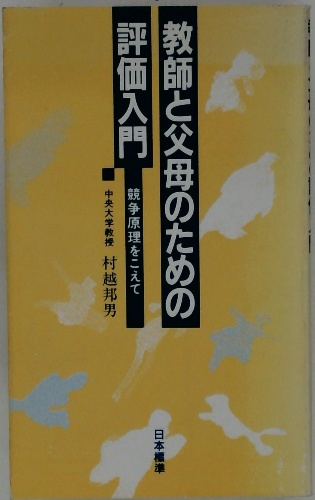 教師と父母のための
評価入門
競争原理をこえて
中央大学教授 村越邦男
日本標準